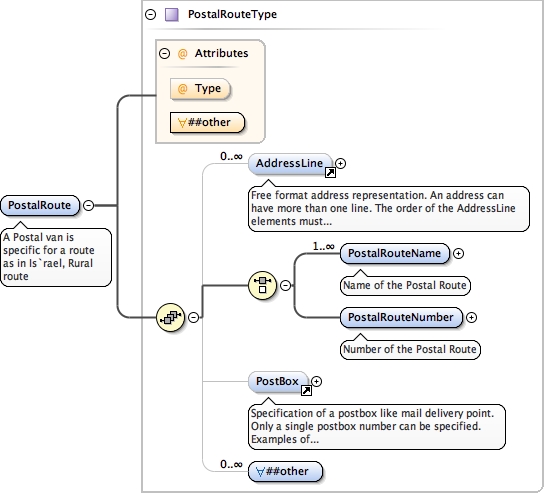 PostalRouteType
@ Attributes
@ Type
∀##other
0..∞
AddressLine
Free format address representation. An address can
have more than one line. The order of the AddressLine
elements must...
PostalRoute
A Postal van is
specific for a route
as in Is`rael, Rural
route
1..∞
PostalRouteName
Name of the Postal Route
PostalRouteNumber
Number of the Postal Route
PostBox
Specification of a postbox like mail delivery point.
Only a single postbox number can be specified.
Examples of...
0..∞
∀##other